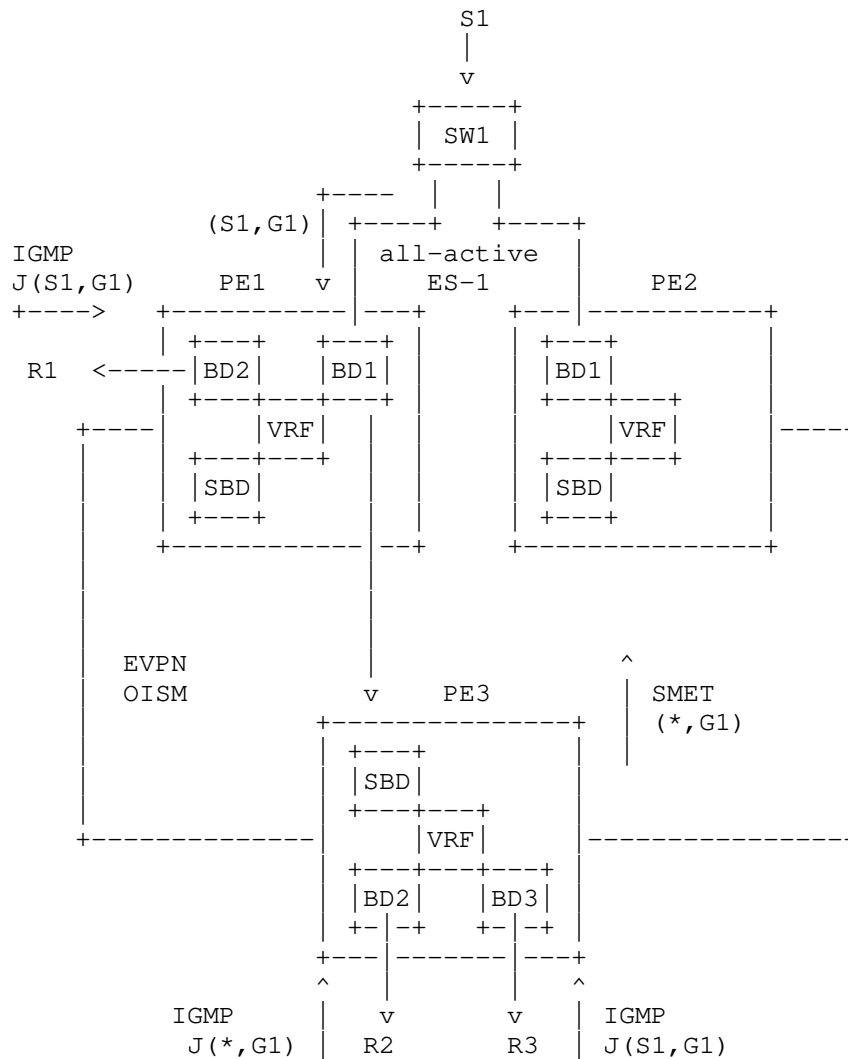 S1
SW1
(S1,G1)
IGMP all-active
J(S1,G1) PE1 ES-1 PE2
BD2 BD1 BD1
R1
VRF VRF
SBD SBD
EVPN
OISM PE3 SMET
(*,G1)
SBD
VRF
BD2 BD3
IGMP IGMP
J(*,G1) R2 R3 J(S1,G1)